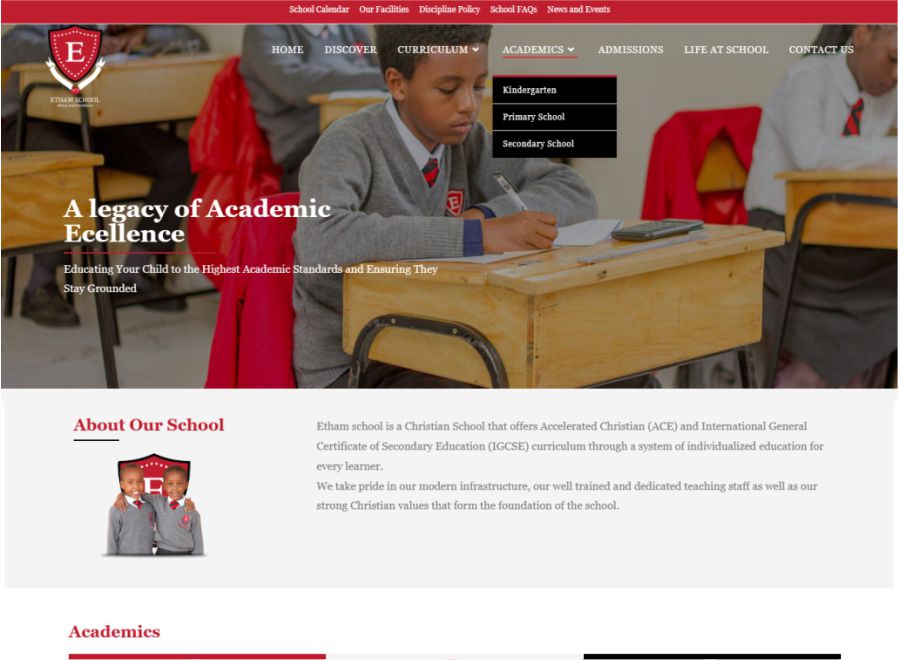 School Calendar Our Facilities Discipline Policy School FAQs News and Events
E
ETHAM SCHOOL
HOME DISCOVER CURRICULUM ACADEMICS ADMISSIONS LIFE AT SCHOOL CONTACT US
Kindergarten
Primary School
Secondary School
A legacy of Academic
Ecellence
Educating Your Child to the Highest Academic Standards and Ensuring They
Stay Grounded
About Our School
E
Etham school is a Christian School that offers Accelerated Christian (ACE) and International General
Certificate of Secondary Education (IGCSE) curriculum through a system of individualized education for
every learner.
We take pride in our modern infrastructure, our well trained and dedicated teaching staff as well as our
strong Christian values that form the foundation of the school.
Academics